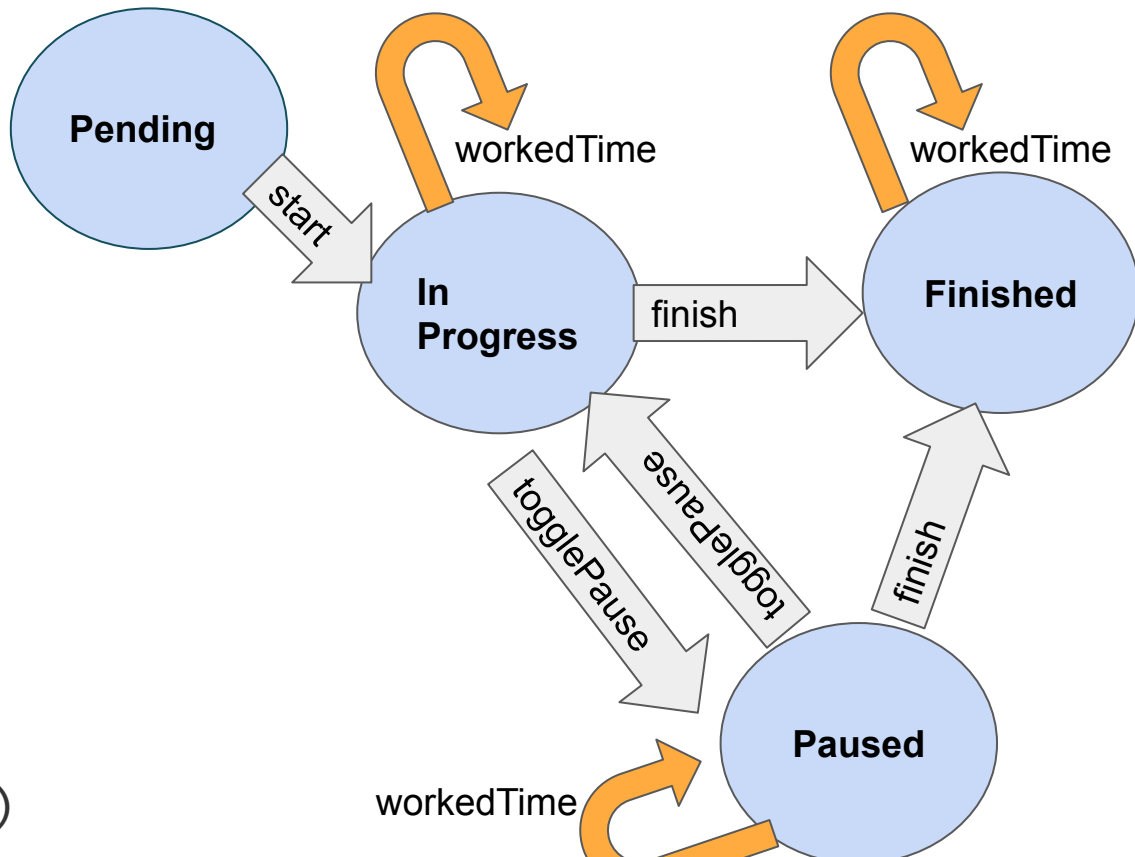 Pending
workedTime
workedTime
start
In
Progress
finish
Finished
togglePause
togglePause
finish
Paused
workedTime
)